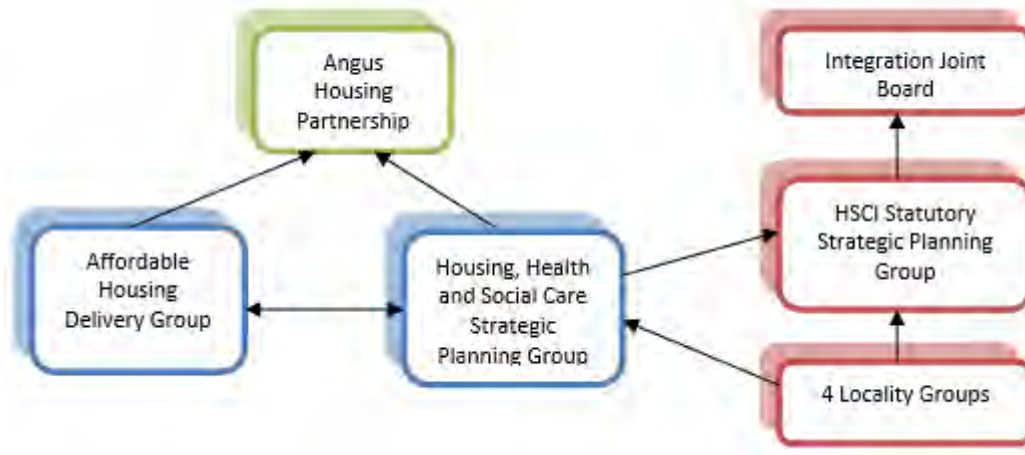 Angus
Housing
Partnership
Integration Joint
Board
Affordable
Housing
Delivery Group
Housing, Health
and Social Care
Strategic
Planning Group
HSCI Statutory
Strategic Planning
Group
4 Locality Groups